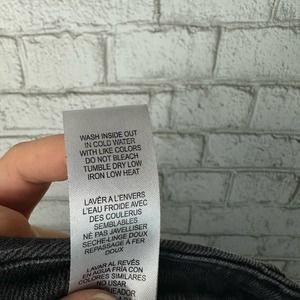 WASH INSIDE OUT
IN COLD WATER
WITH LIKE COLORS
DO NOT BLEACH
TUMBLE DRY LOW
IRON LOW HEAT
LAVÉR A L'ENVERS
L'EAU FROIDE AVEC
DES COULERUS
SEMBLABLES
NE PAS JAVELLISER
SECHE-LINGE DOUX
REPASSAGE À FER
DOUX
LAVAR AL REVÉS
EN AGUA FRÍA CON
COLORES SIMILARES
NO USAR